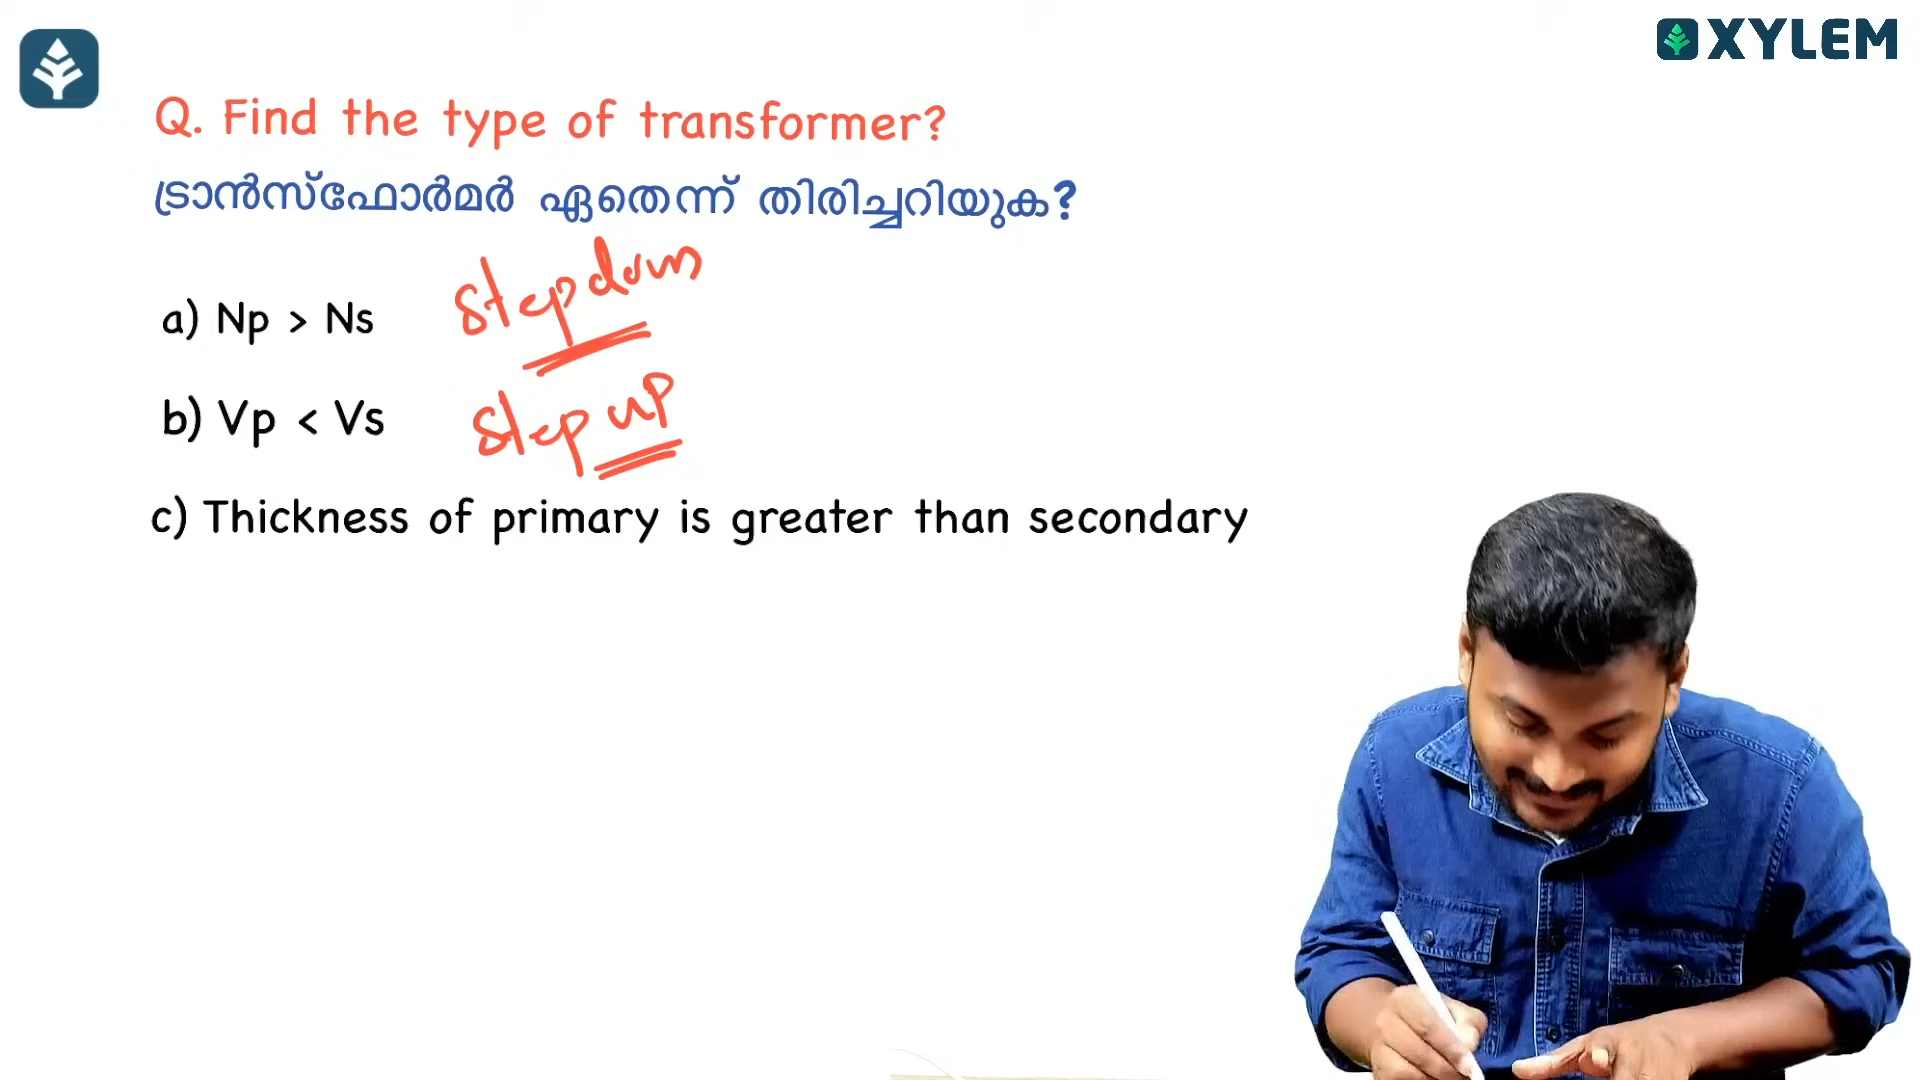 XYLEM
Q. Find the type of transformer?
ട്രാൻസ്ഫോർമർ ഏതെന്ന് തിരിച്ചറിയുക?
a) Np > Ns step down
b) Vp < Vs step up
c) Thickness of primary is greater than secondary